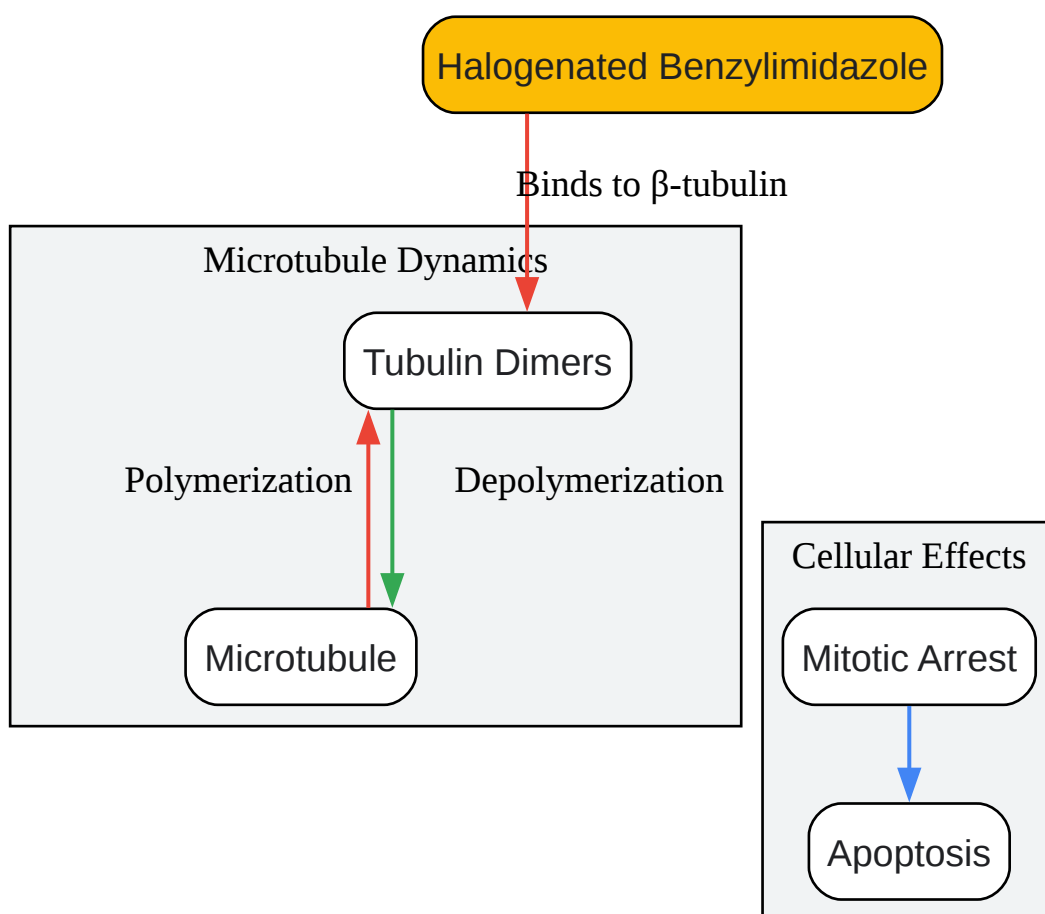 Halogenated Benzylimidazole
Binds to β-tubulin
Microtubule Dynamics
Tubulin Dimers
Polymerization
Depolymerization
Microtubule
Cellular Effects
Mitotic Arrest
Apoptosis